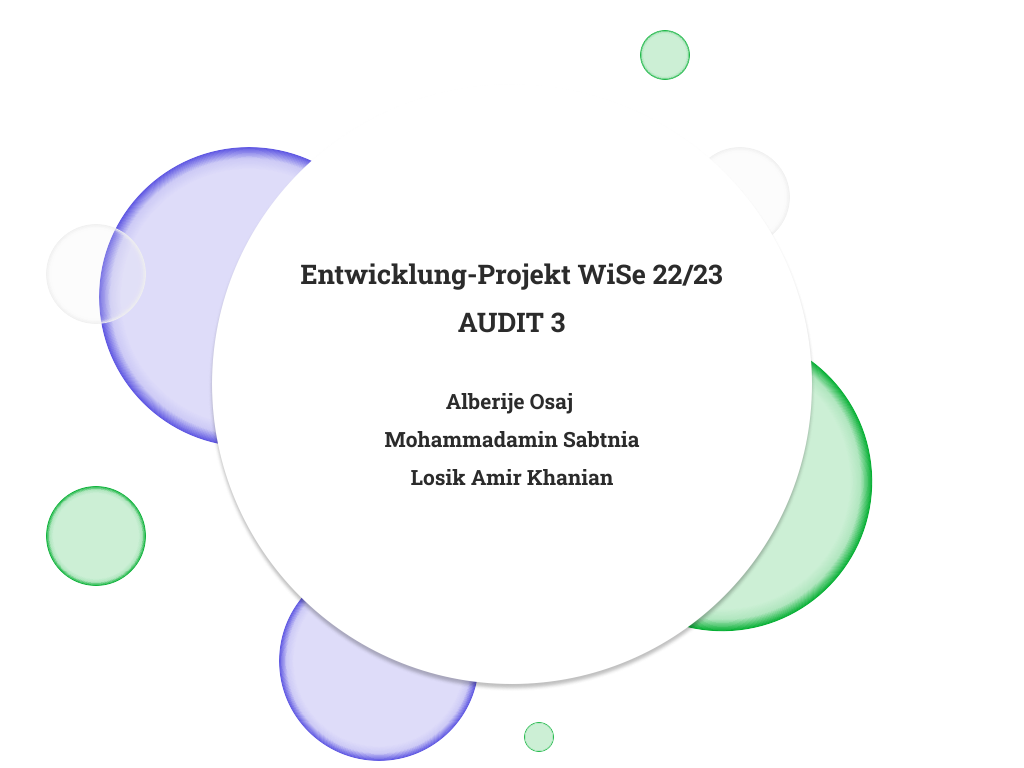 Entwicklung-Projekt WiSe 22/23
AUDIT 3
Alberije Osaj
Mohammadamin Sabtnia
Losik Amir Khanian